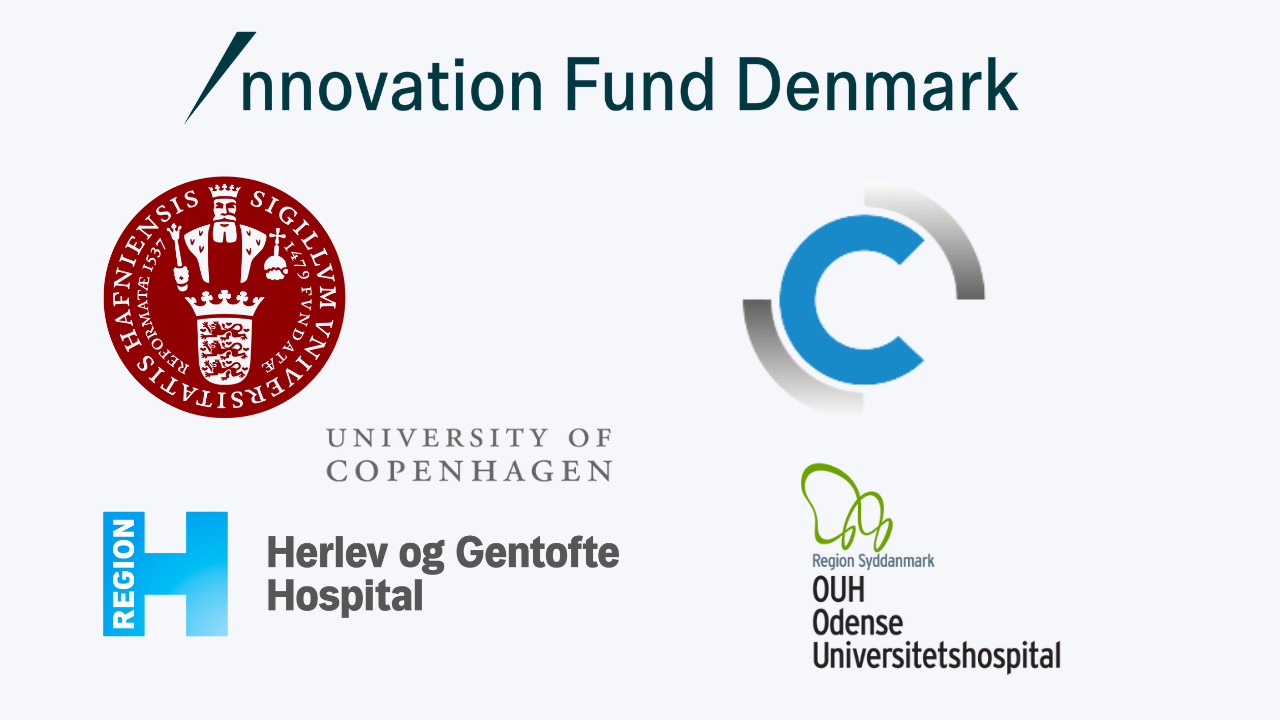 Innovation Fund Denmark
SIGILLVM VNIVERSITATIS HAFNIENSIS
1479 FVNDATÆ
REFORMATÆ 1537
C
UNIVERSITY OF
COPENHAGEN
REGION
H
Herlev og Gentofte
Hospital
Region Syddanmark
OUH
Odense
Universitetshospital